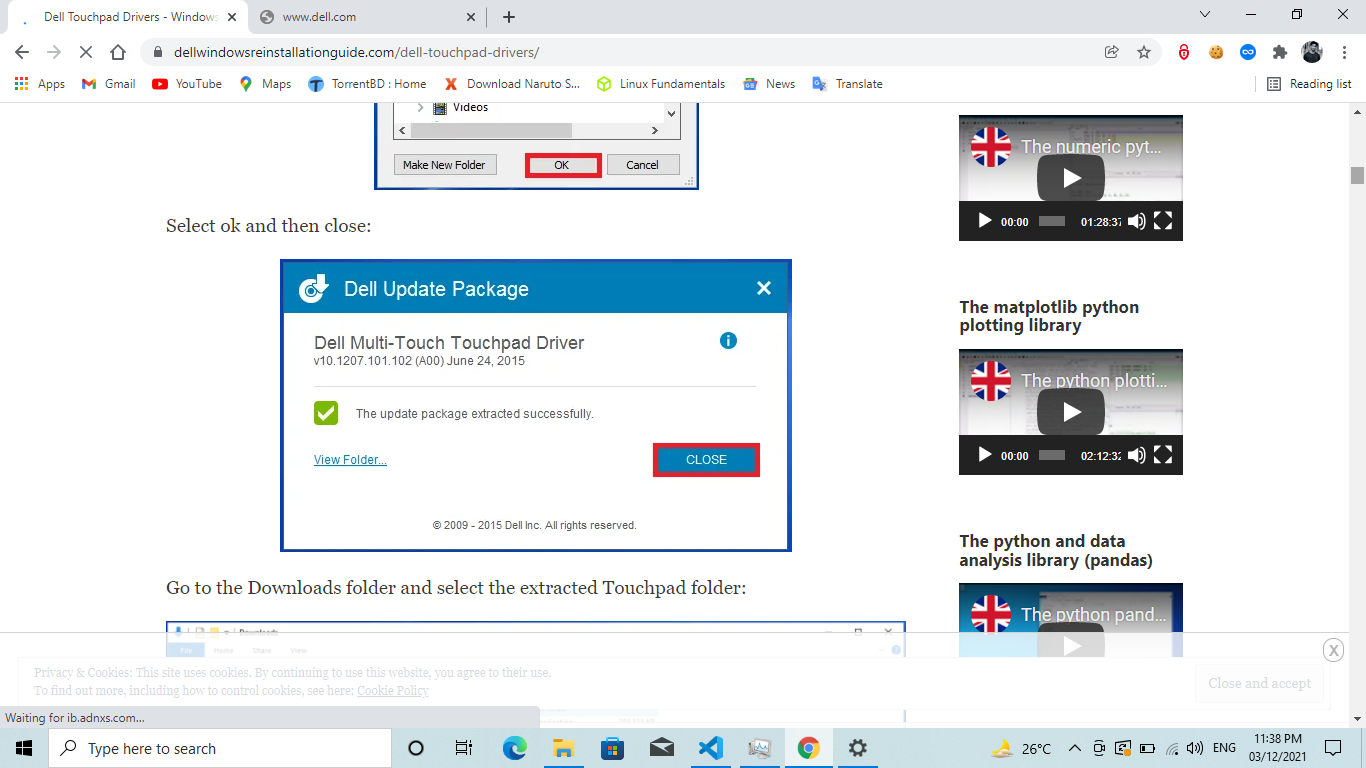 Dell Touchpad Drivers - Windows
www.dell.com
dellwindowsreinstallationguide.com/dell-touchpad-drivers/
Apps
Gmail
YouTube
Maps
TorrentBD : Home
Download Naruto S...
Linux Fundamentals
News
Translate
Reading list
Videos
Make New Folder
OK
Cancel
Select ok and then close:
Dell Update Package
Dell Multi-Touch Touchpad Driver
v10.1207.101.102 (A00) June 24, 2015
The update package extracted successfully.
View Folder...
CLOSE
© 2009 - 2015 Dell Inc. All rights reserved.
Go to the Downloads folder and select the extracted Touchpad folder:
Downloads
File
Home
Share
View
The numeric pyt...
00:00
01:28:37
The matplotlib python
plotting library
The python plotti...
00:00
02:12:32
The python and data
analysis library (pandas)
The python pand...
X
Privacy & Cookies: This site uses cookies. By continuing to use this website, you agree to their use.
To find out more, including how to control cookies, see here: Cookie Policy
Close and accept
Waiting for ib.adnxs.com...
Type here to search
26°C
ENG
11:38 PM
03/12/2021